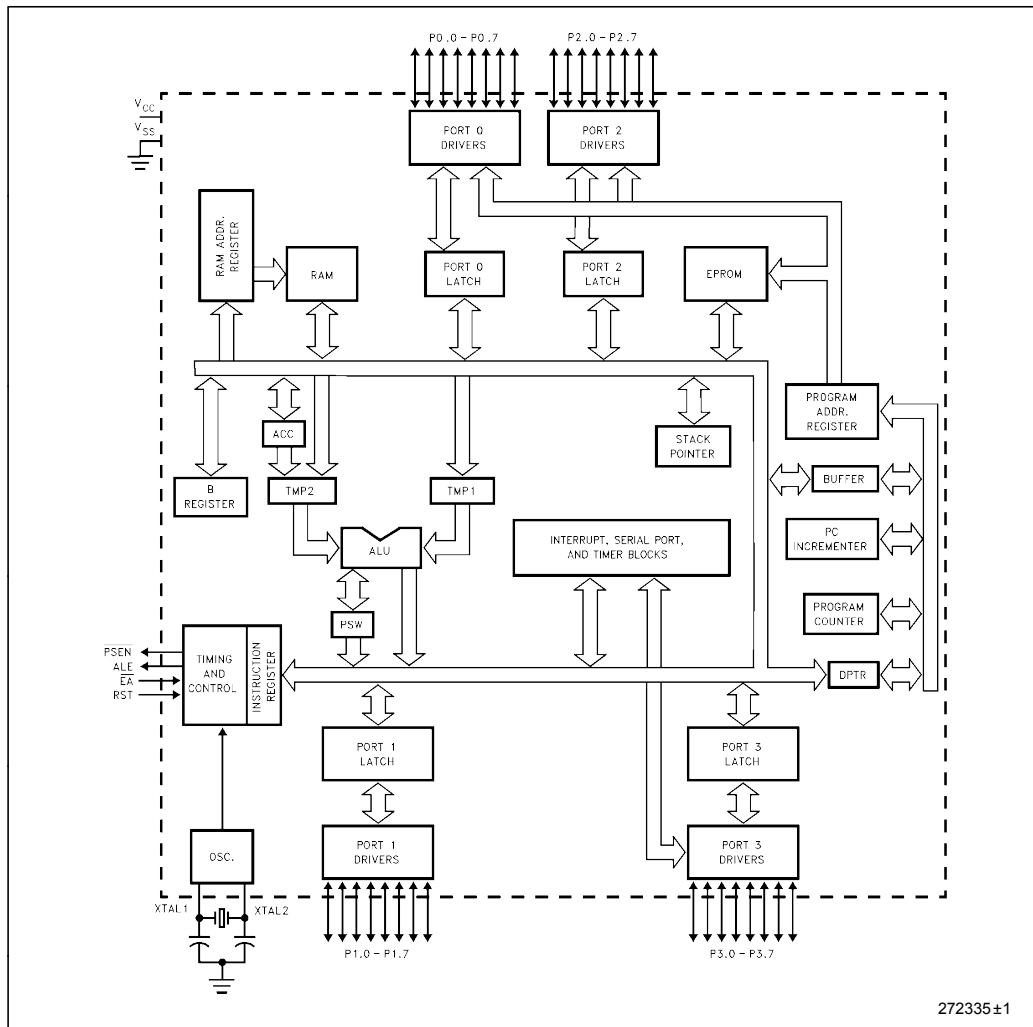 P0.0 – P0.7
P2.0 – P2.7
VCC
VSS
PORT 0
DRIVERS
PORT 2
DRIVERS
RAM ADDR.
REGISTER
RAM
PORT 0
LATCH
PORT 2
LATCH
EPROM
PROGRAM
ADDR.
REGISTER
ACC
STACK
POINTER
B
REGISTER
TMP2
TMP1
BUFFER
ALU
INTERRUPT, SERIAL PORT,
AND TIMER BLOCKS
PC
INCREMENTER
PSW
PROGRAM
COUNTER
PSEN
ALE
EA
RST
TIMING
AND
CONTROL
INSTRUCTION
REGISTER
DPTR
PORT 1
LATCH
PORT 3
LATCH
OSC.
PORT 1
DRIVERS
PORT 3
DRIVERS
XTAL1
XTAL2
P1.0 – P1.7
P3.0 – P3.7
272335±1